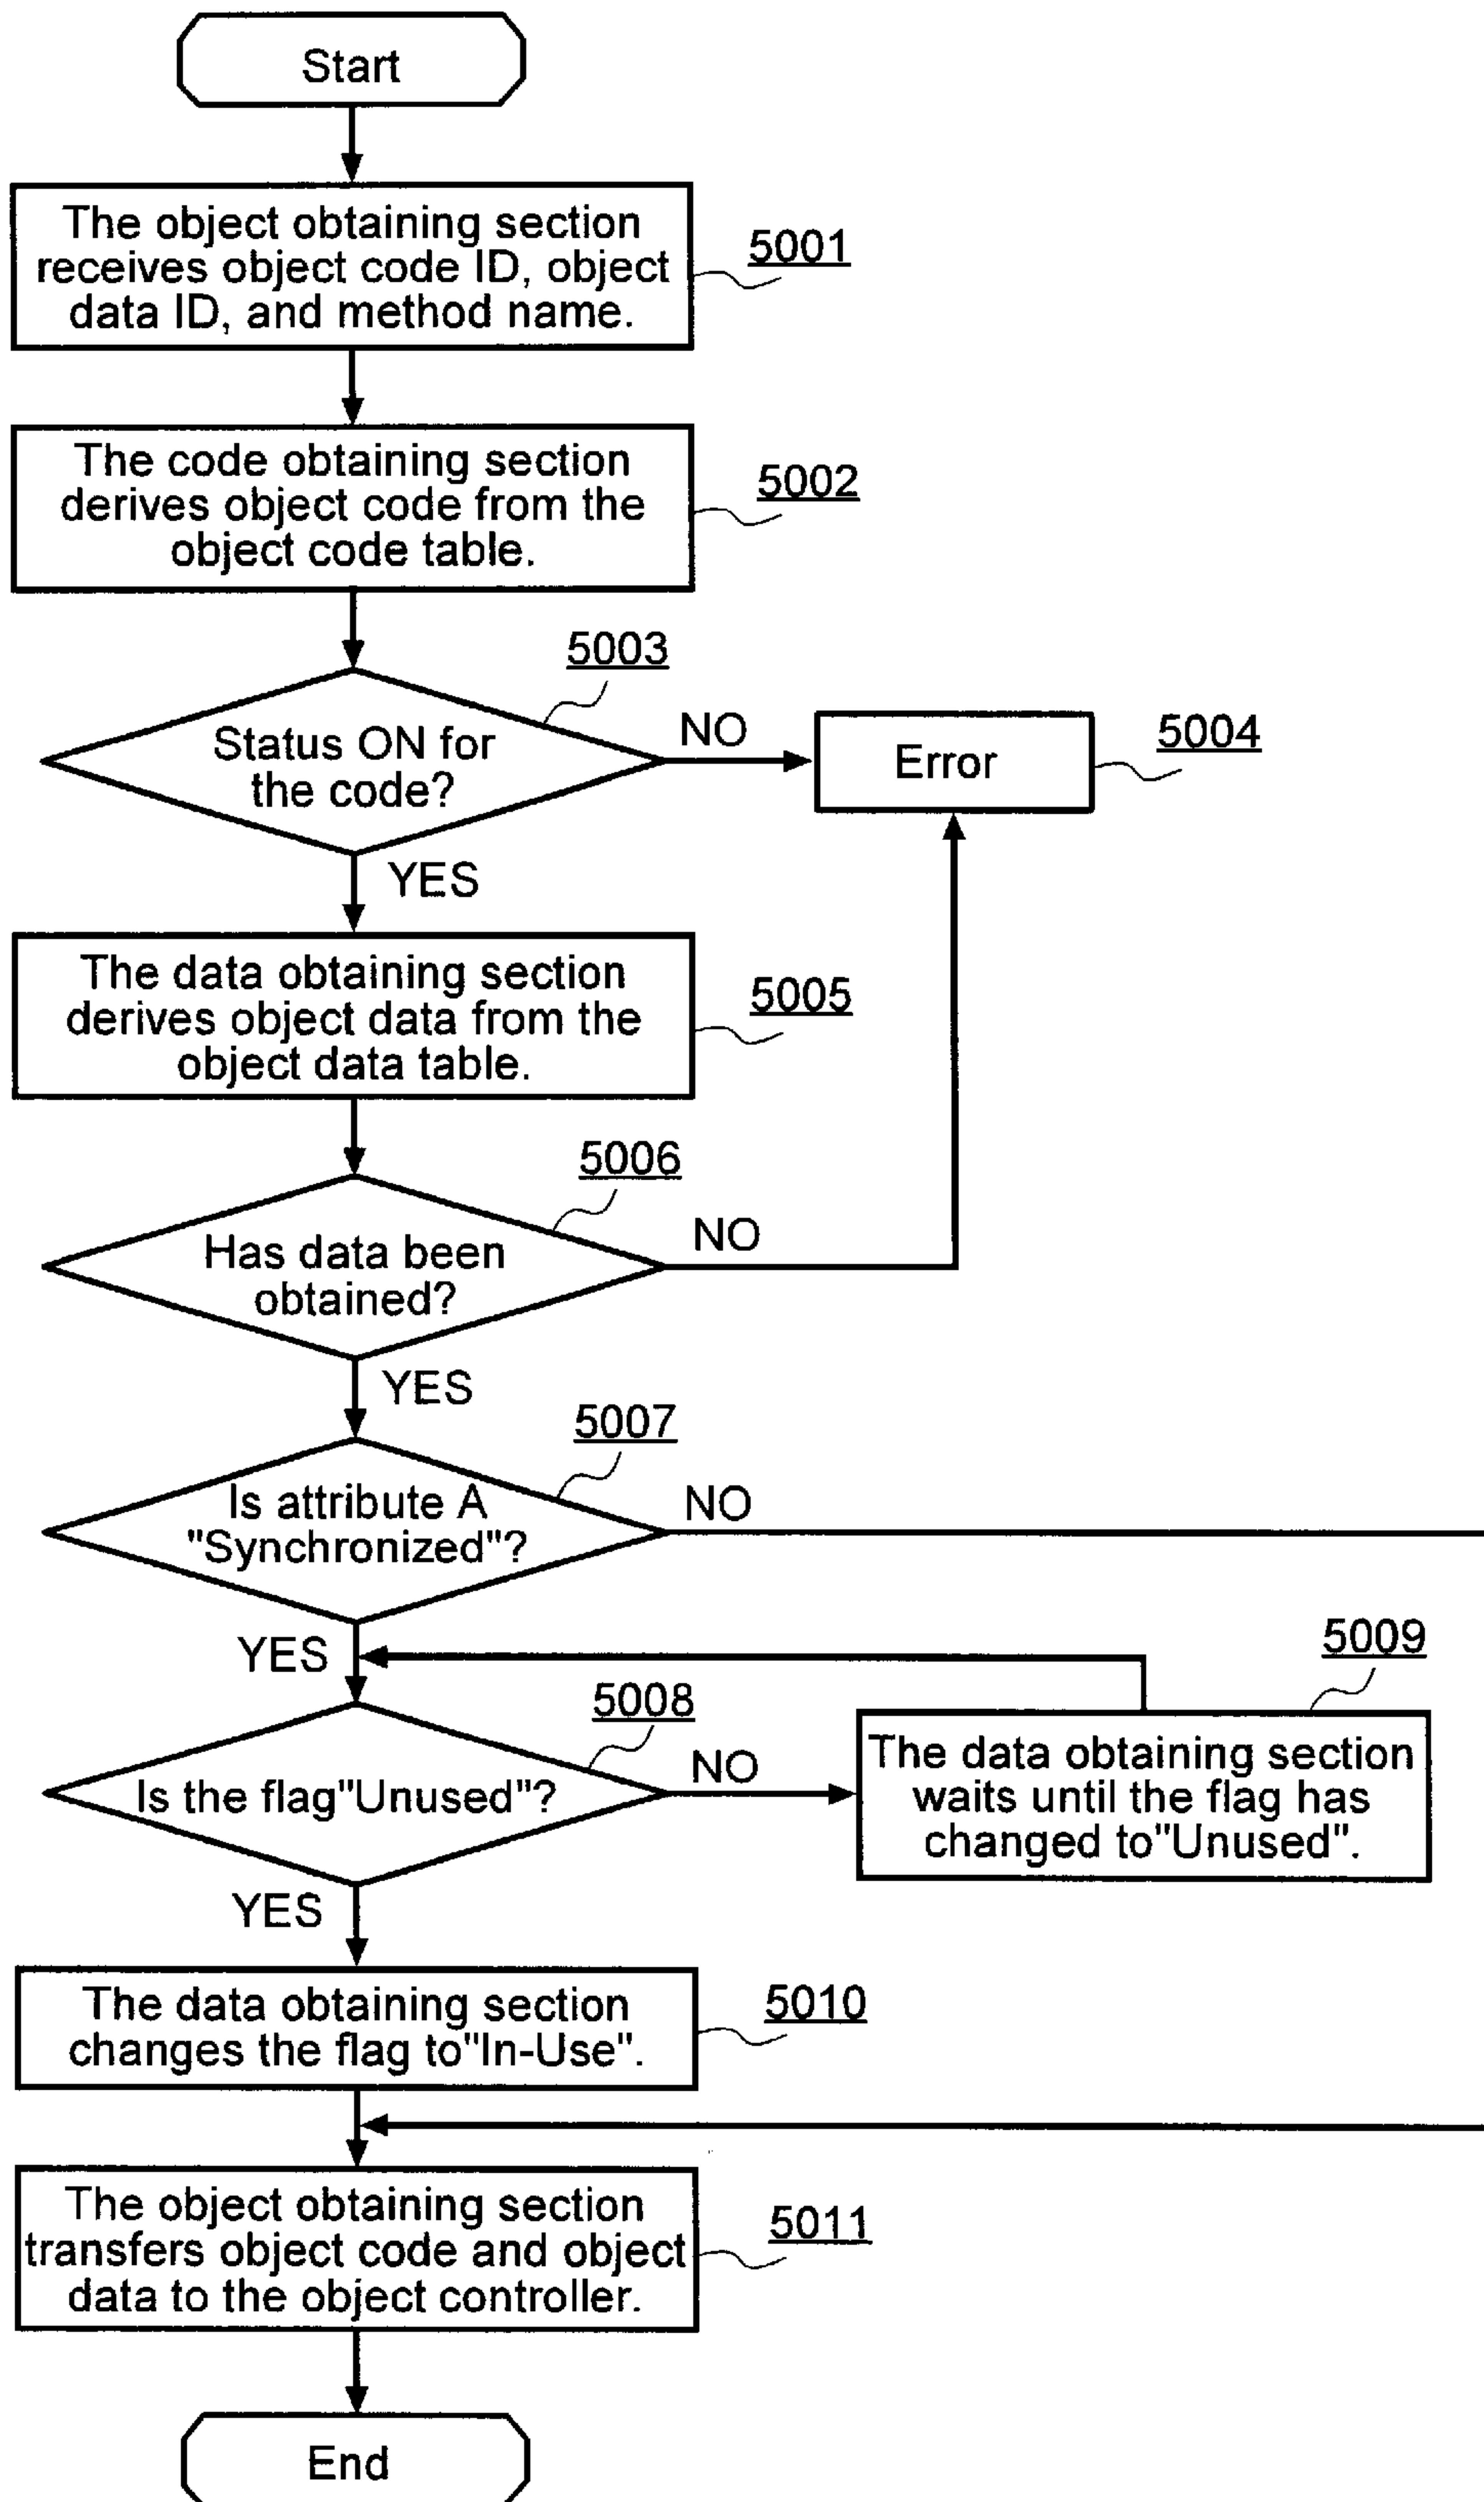 Start
The object obtaining section
receives object code ID, object
data ID, and method name.
5001
The code obtaining section
derives object code from the
object code table.
5002
5003
Status ON for
the code?
NO
Error
5004
YES
The data obtaining section
derives object data from the
object data table.
5005
5006
Has data been
obtained?
NO
YES
5007
Is attribute A
"Synchronized"?
NO
YES
5009
5008
Is the flag"Unused"?
NO
The data obtaining section
waits until the flag has
changed to"Unused".
YES
The data obtaining section
changes the flag to"In-Use".
5010
The object obtaining section
transfers object code and object
data to the object controller.
5011
End